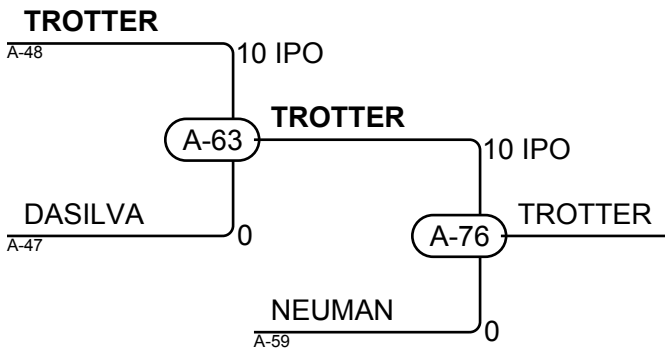 TROTTER
A-48
10 IPO
A-63
TROTTER
10 IPO
DASILVA
A-47
0
A-76
TROTTER
NEUMAN
A-59
0